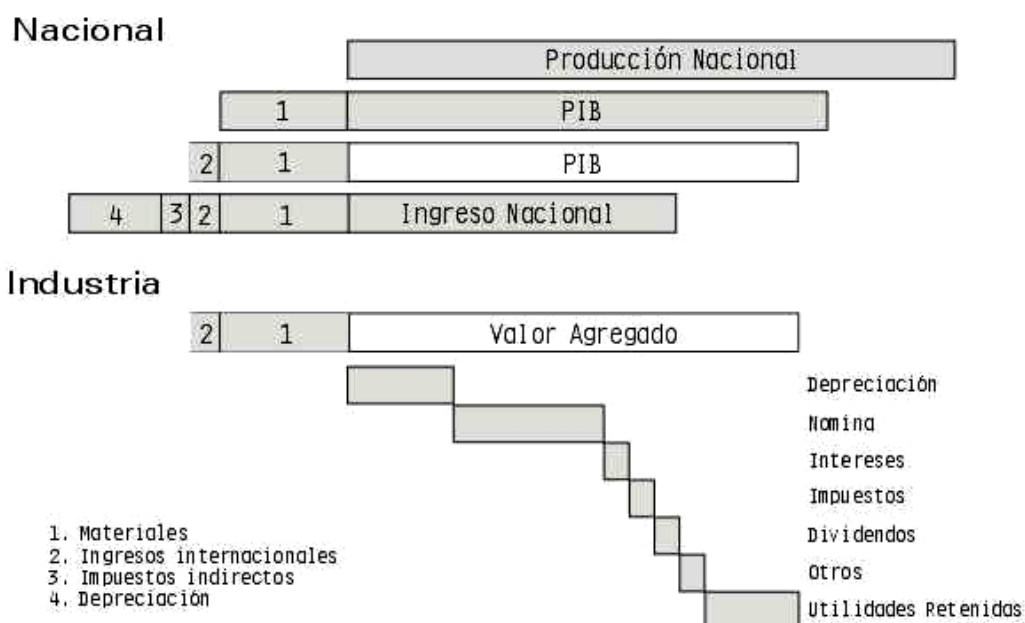 Nacional
Producción Nacional
1 PIB
2 1 PIB
4 3 2 1 Ingreso Nacional
Industria
2 1 Valor Agregado
Depreciación
Nomina
Intereses
Impuestos
Dividendos
Otros
Utilidades Retenidas
1. Materiales
2. Ingresos internacionales
3. Impuestos indirectos
4. Depreciación